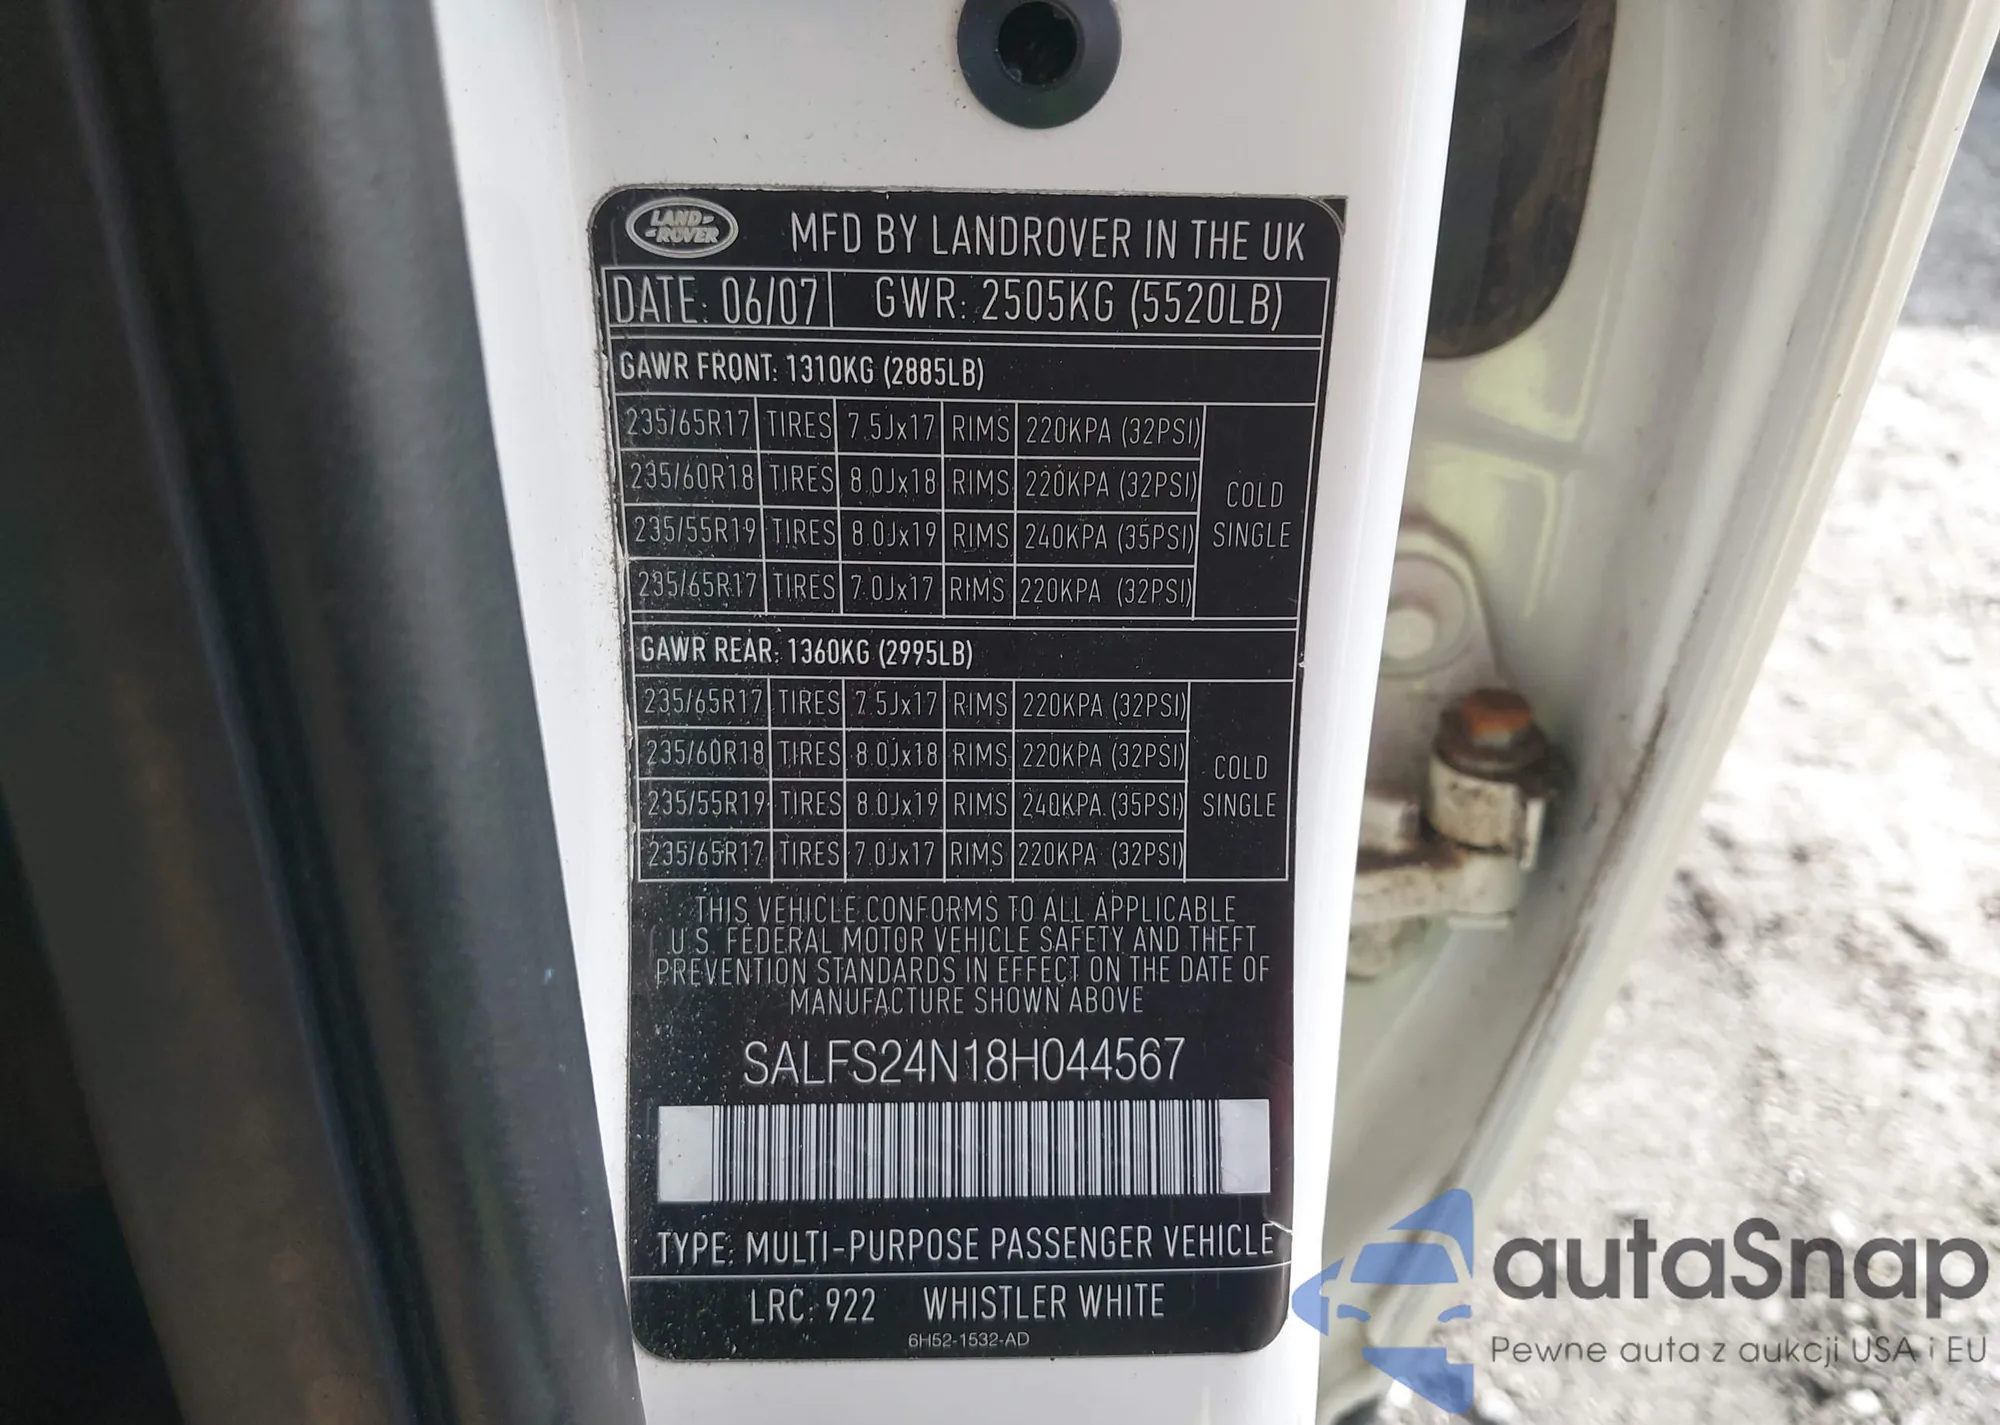 LAND-
-ROVER
MFD BY LANDROVER IN THE UK
DATE: 06/07 GWR: 2505KG (5520LB)
GAWR FRONT: 1310KG (2885LB)
235/65R17 TIRES 7.5Jx17 RIMS 220KPA (32PSI)
235/60R18 TIRES 8.0Jx18 RIMS 220KPA (32PSI)
235/55R19 TIRES 8.0Jx19 RIMS 240KPA (35PSI)
235/65R17 TIRES 7.0Jx17 RIMS 220KPA (32PSI)
COLD
SINGLE
GAWR REAR: 1360KG (2995LB)
235/65R17 TIRES 7.5Jx17 RIMS 220KPA (32PSI)
235/60R18 TIRES 8.0Jx18 RIMS 220KPA (32PSI)
235/55R19 TIRES 8.0Jx19 RIMS 240KPA (35PSI)
235/65R17 TIRES 7.0Jx17 RIMS 220KPA (32PSI)
COLD
SINGLE
THIS VEHICLE CONFORMS TO ALL APPLICABLE
U.S. FEDERAL MOTOR VEHICLE SAFETY AND THEFT
PREVENTION STANDARDS IN EFFECT ON THE DATE OF
MANUFACTURE SHOWN ABOVE
SALFS24N18H044567
TYPE: MULTI-PURPOSE PASSENGER VEHICLE
LRC: 922 WHISTLER WHITE
6H52-1532-AD
autoSnap
Pewne auta z aukcji USA i EU